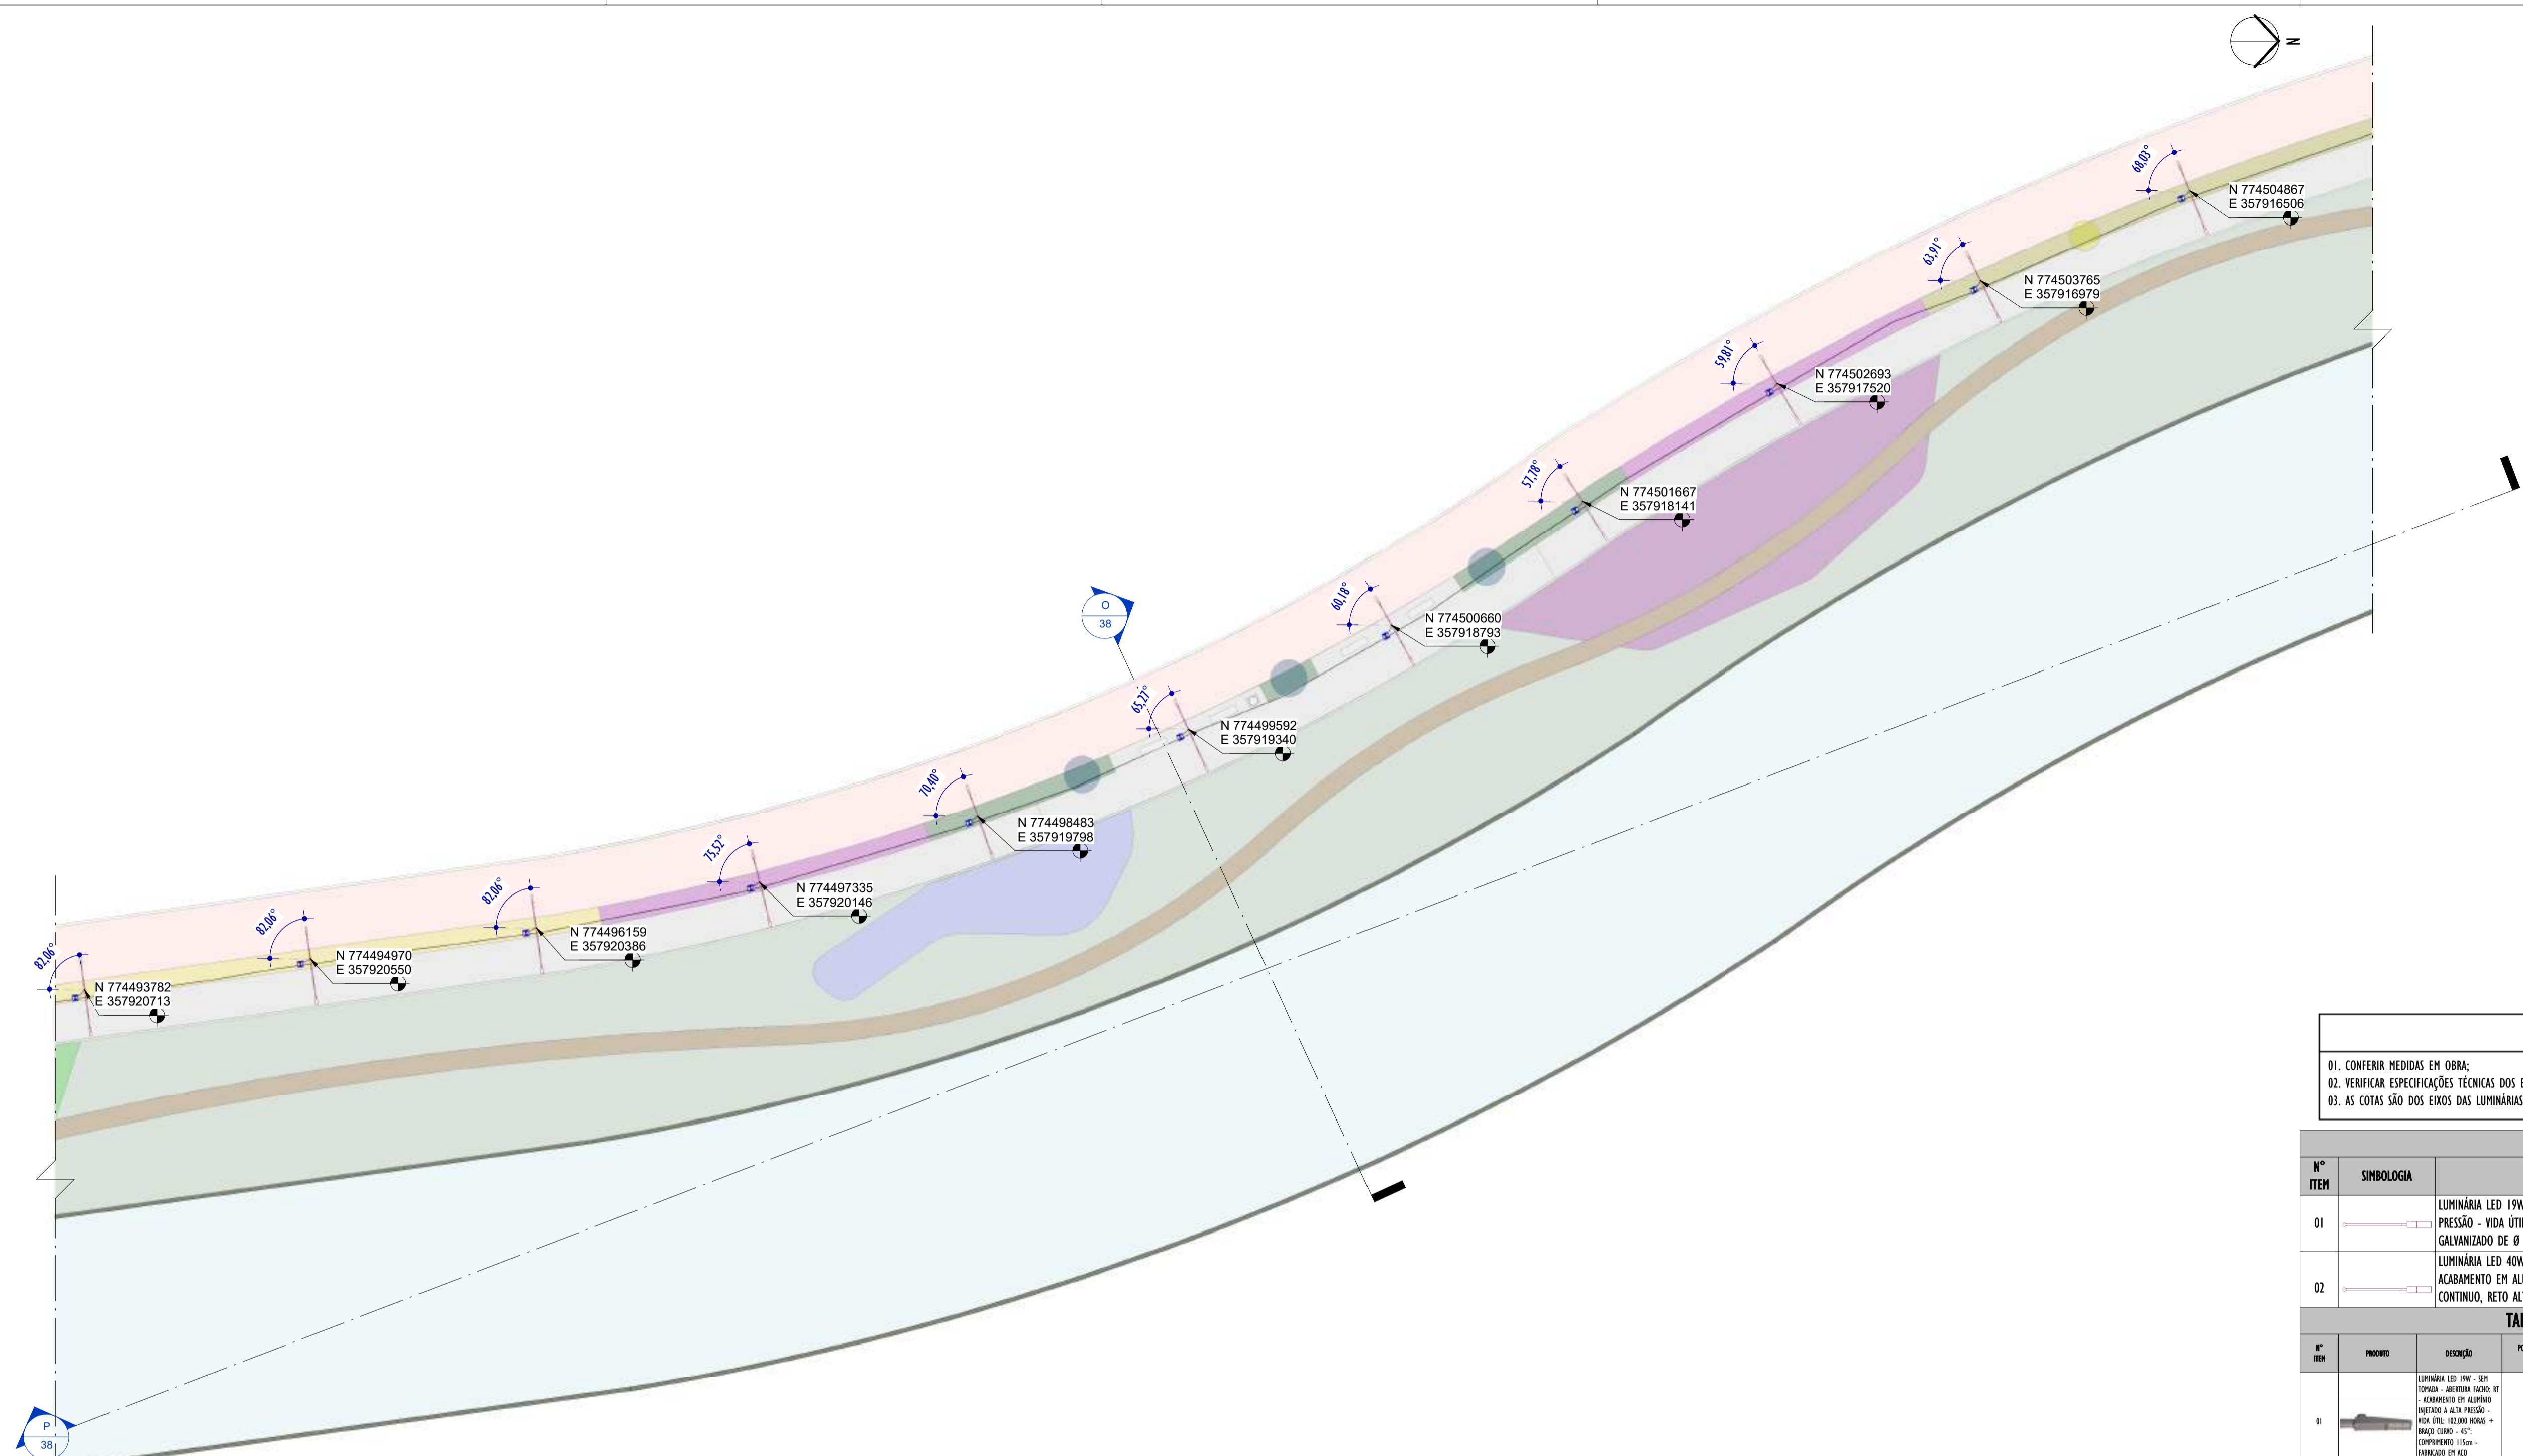 N
68,03°
N 774504867
E 357916506
63,91°
N 774503765
E 357916979
59,81°
N 774502693
E 357917520
57,78°
N 774501667
E 357918141
60,18°
N 774500660
E 357918793
O
38
65,27°
N 774499592
E 357919340
70,40°
N 774498483
E 357919798
75,52°
N 774497335
E 357920146
82,06°
N 774496159
E 357920386
82,06°
N 774494970
E 357920550
82,06°
N 774493782
E 357920713
P
38
01. CONFERIR MEDIDAS EM OBRA;
02. VERIFICAR ESPECIFICAÇÕES TÉCNICAS DOS
03. AS COTAS SÃO DOS EIXOS DAS LUMINÁRIAS
N° ITEM
SIMBOLOGIA
01
LUMINÁRIA LED 19W
PRESSÃO - VIDA ÚTI
GALVANIZADO DE Ø
02
LUMINÁRIA LED 40W
ACABAMENTO EM AL
CONTINUO, RETO AL
TA
N° ITEM
PRODUTO
DESCRIÇÃO
01
LUMINÁRIA LED 19W - SEM
TOMADA - ABERTURA FACHO: RT
- ACABAMENTO EM ALUMÍNIO
INJETADO A ALTA PRESSÃO -
VIDA ÚTIL: 102.000 HORAS +
BRAÇO CURVO - 45°:
COMPRIMENTO 115cm -
FABRICADO EM AÇO